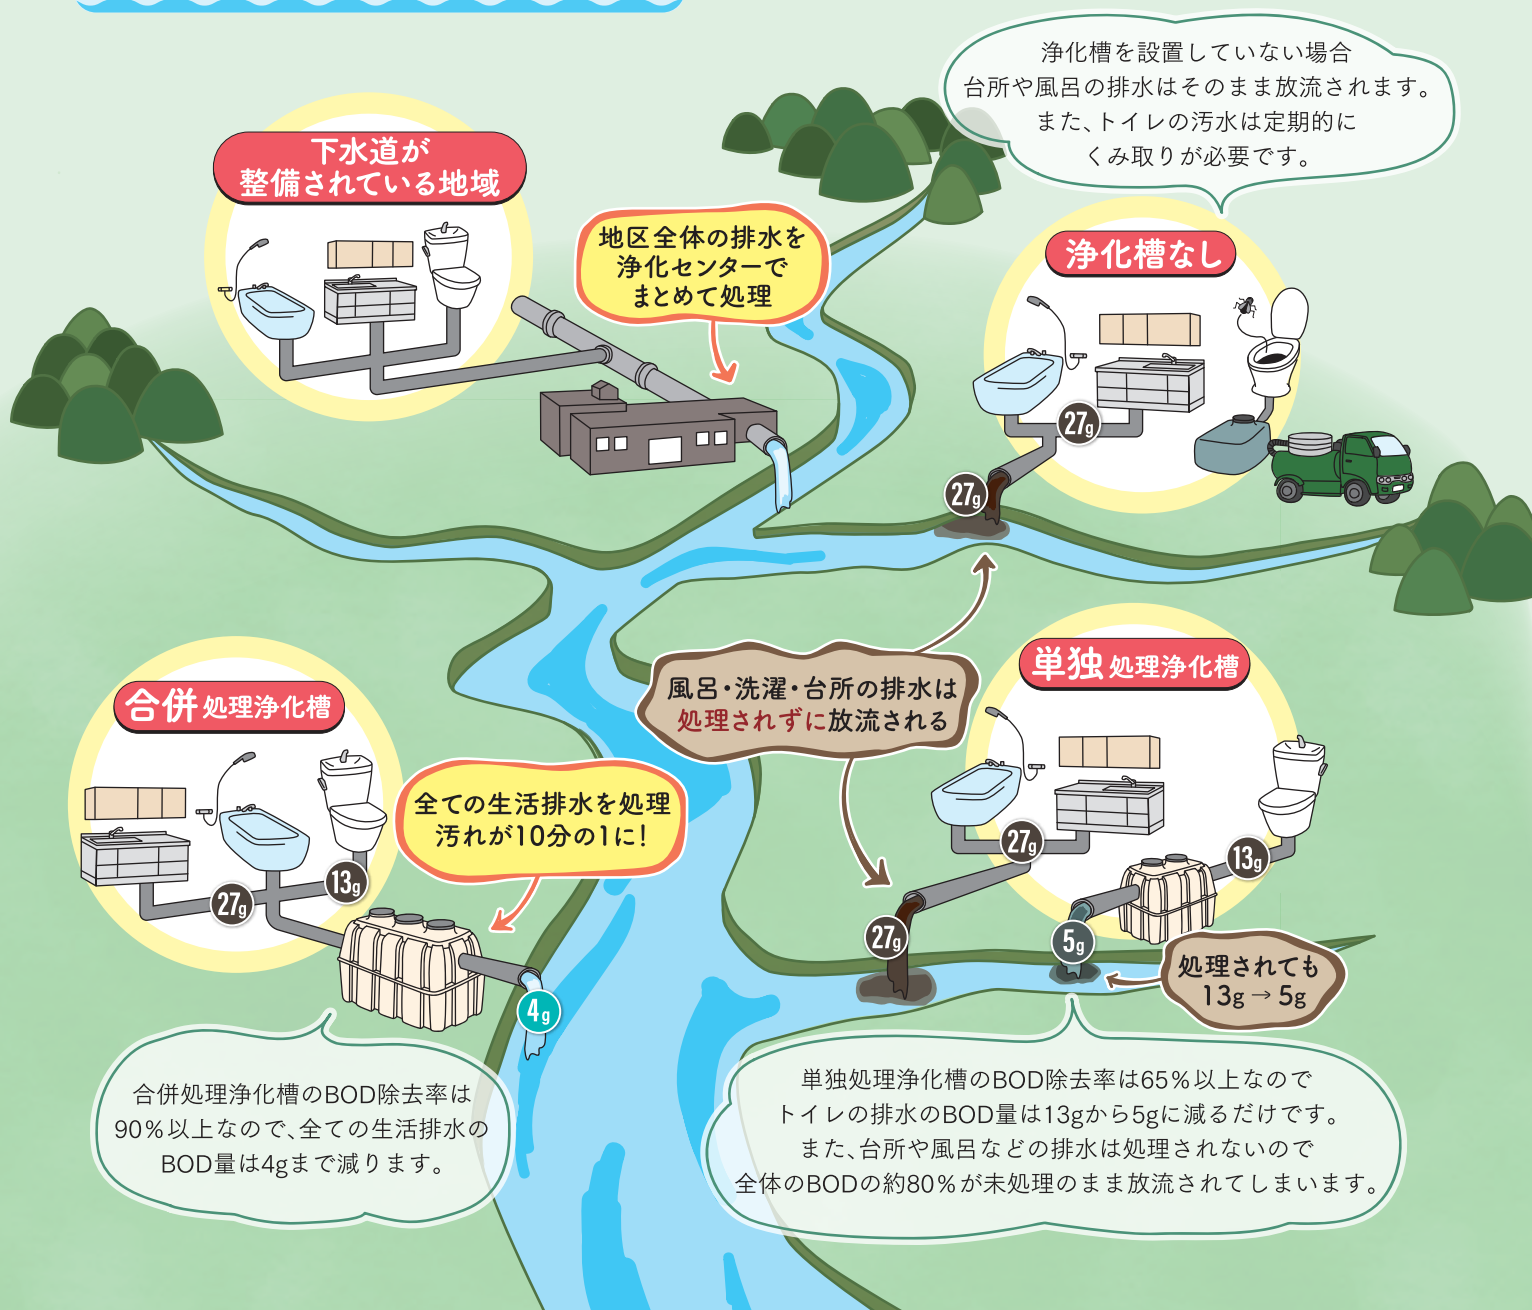 浄化槽を設置していない場合
台所や風呂の排水はそのまま放流されます。
また、トイレの汚水は定期的に
くみ取りが必要です。
下水道が
整備されている地域
地区全体の排水を
浄化センターで
まとめて処理
浄化槽なし
27g
27g
風呂・洗濯・台所の排水は
処理されずに放流される
単独処理浄化槽
27g
13g
27g
5g
処理されても
13g→5g
合併処理浄化槽
全ての生活排水を処理
汚れが10分の1に!
13g
27g
4g
合併処理浄化槽のBOD除去率は
90%以上なので、全ての生活排水の
BOD量は4gまで減ります。
単独処理浄化槽のBOD除去率は65%以上なので
トイレの排水のBOD量は13gから5gに減るだけです。
また、台所や風呂などの排水は処理されないので
全体のBODの約80%が未処理のまま放流されてしまいます。